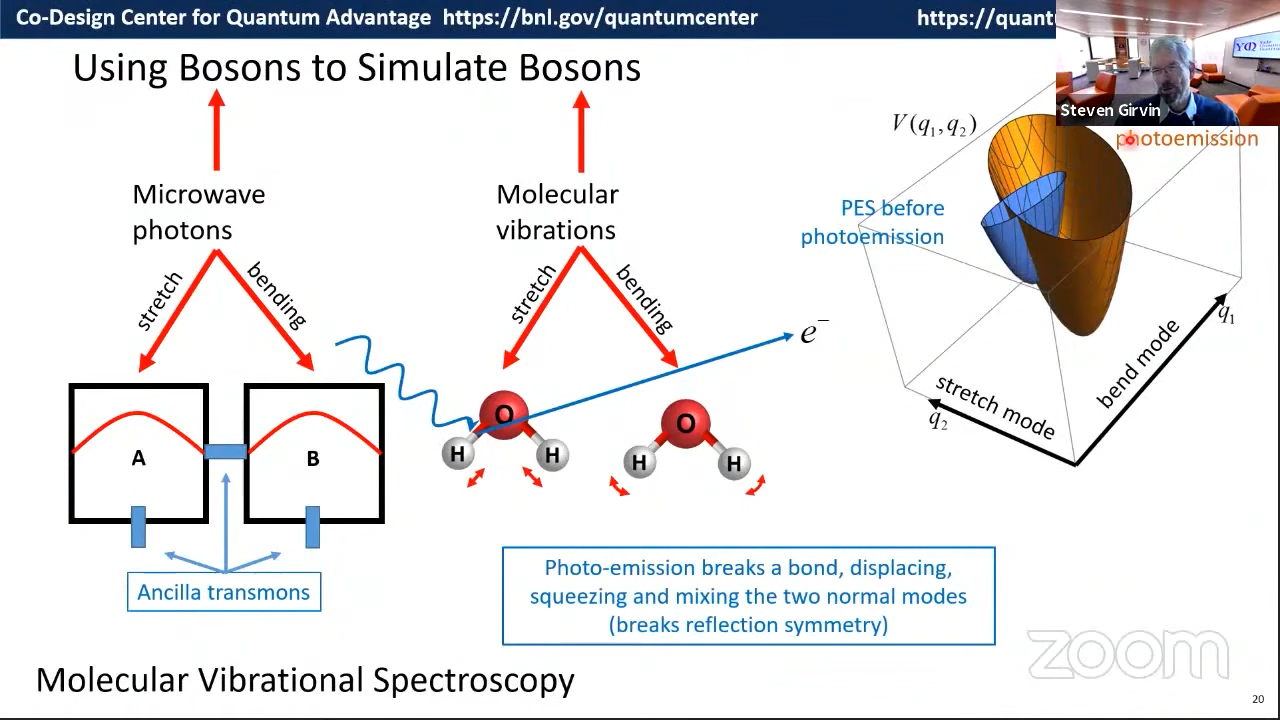 Co-Design Center for Quantum Advantage https://bnl.gov/quantumcenter
https://quant
Using Bosons to Simulate Bosons
Steven Girvin
photoemission
V(q₁,q₂)
Microwave
photons
Molecular
vibrations
PES before
photoemission
stretch
bending
stretch
bending
e⁻
q₁
bend mode
stretch mode
q₂
A
B
O
H
H
O
H
H
Ancilla transmons
Photo-emission breaks a bond, displacing,
squeezing and mixing the two normal modes
(breaks reflection symmetry)
zoom
Molecular Vibrational Spectroscopy
20